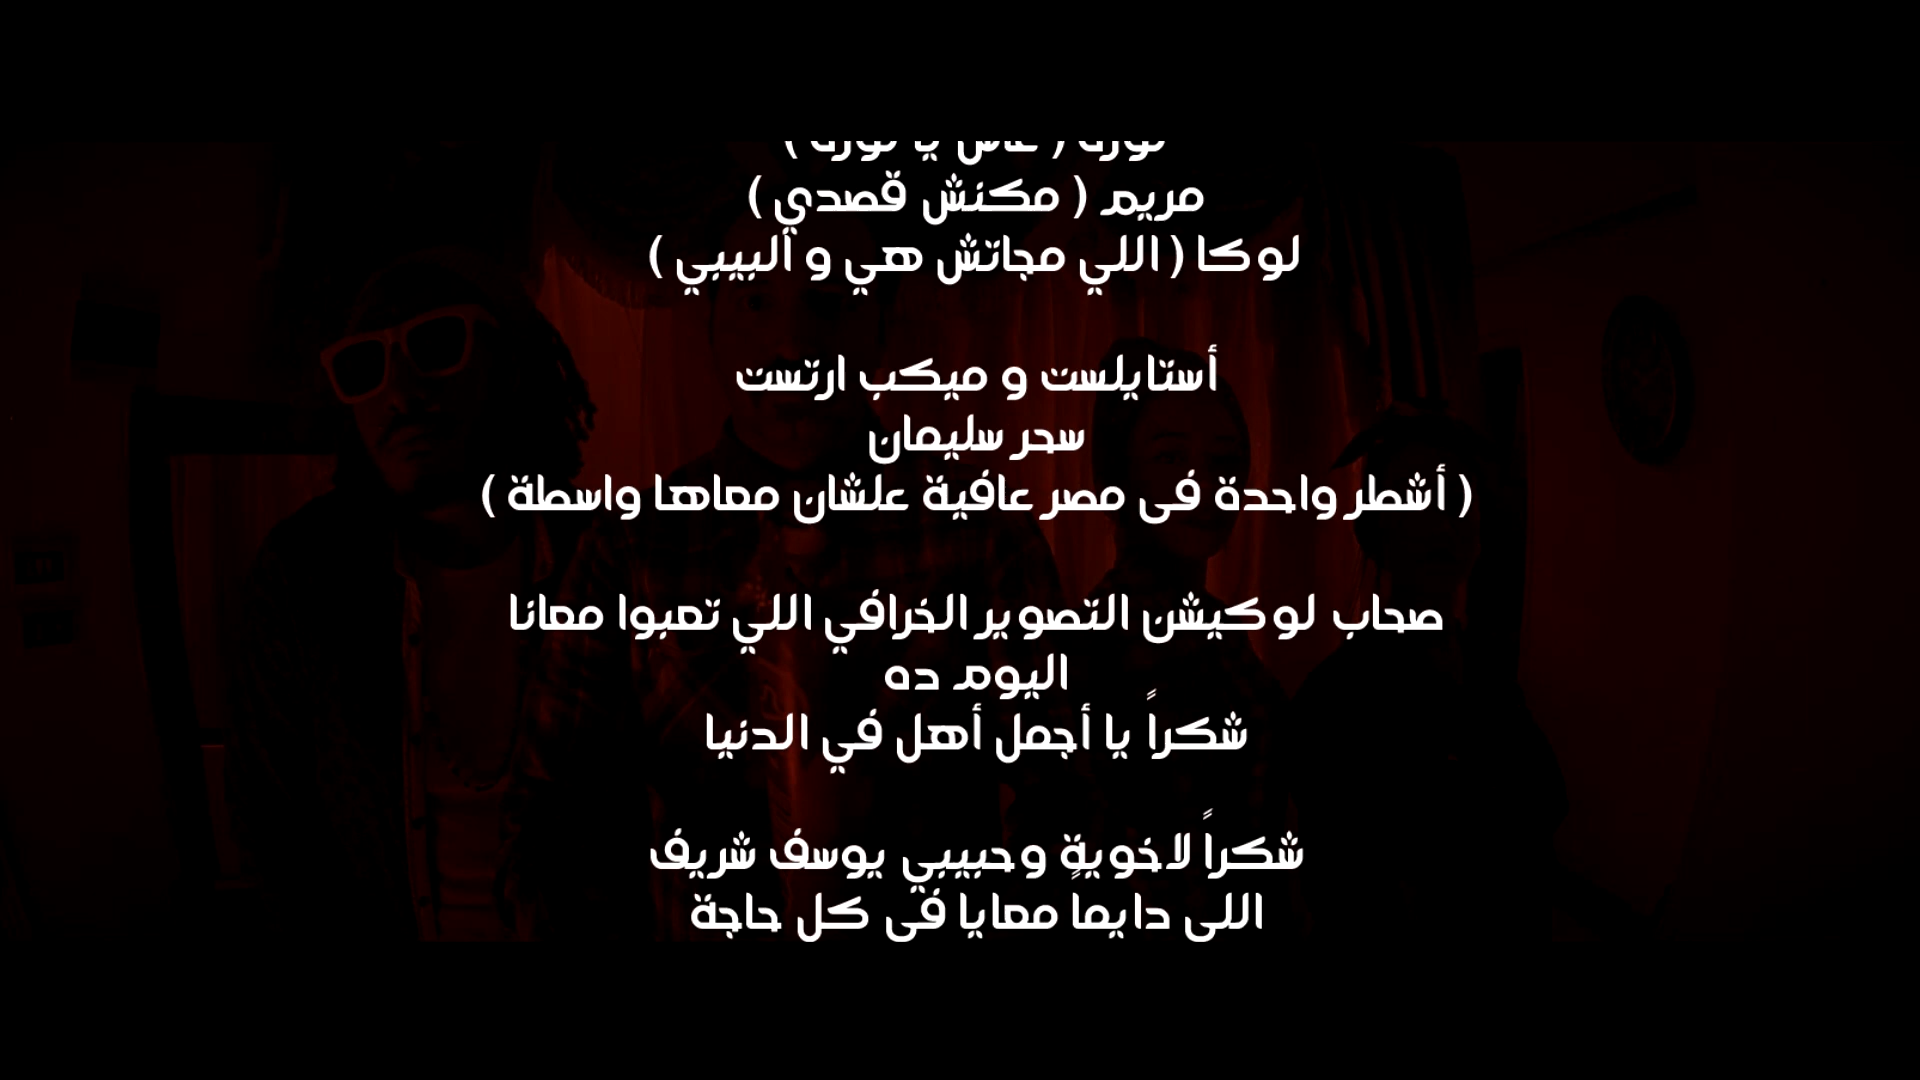 مريم ( مكنش قصدي )
لوكا ( اللي مجاتش هي و البيبي )
أستايلست و ميكب ارتست
سحر سليمان
( أشطر واحدة فى مصر عافية علشان معاها واسطة )
صحاب لوكيشن التصوير الخرافي اللي تعبوا معانا
اليوم ده
شكراً يا أجمل أهل في الدنيا
شكراً لاخوية وحبيبي يوسف شريف
اللى دايماً معايا فى كل حاجة